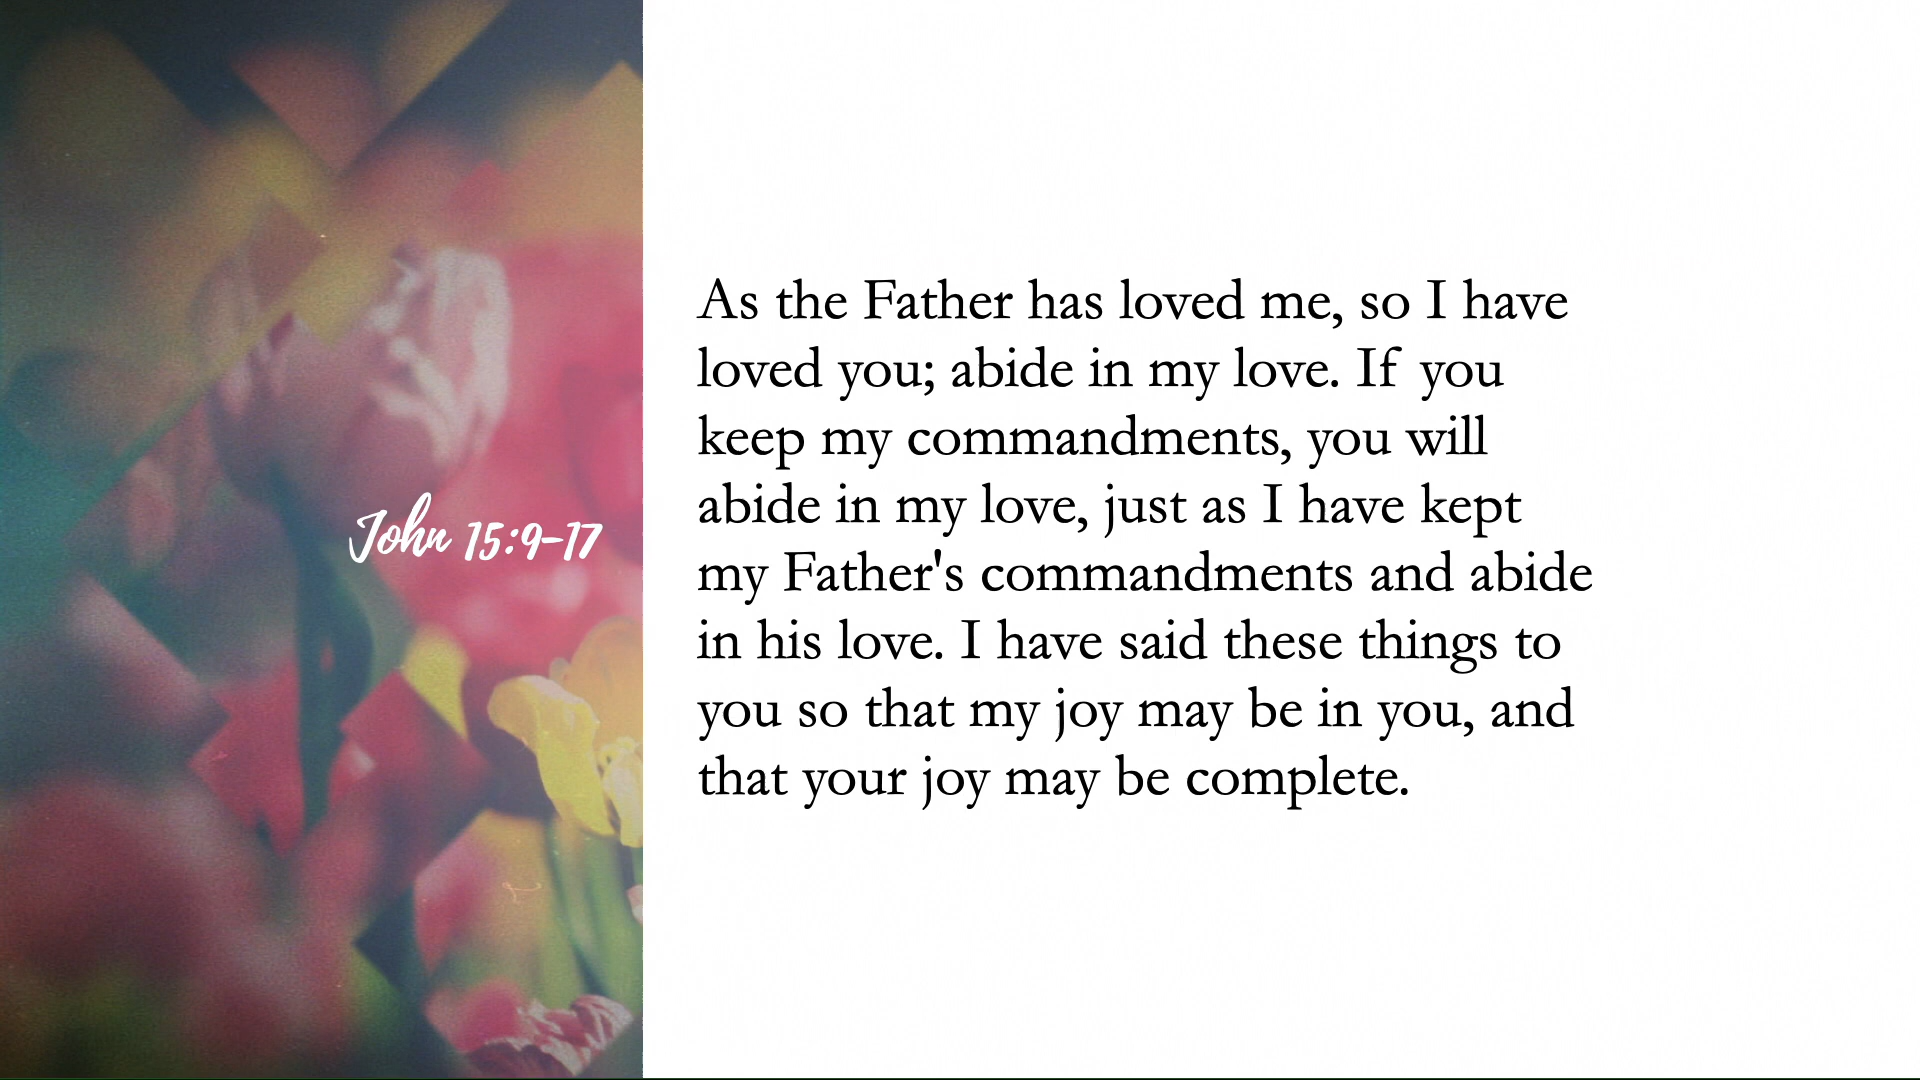 John 15:9-17
As the Father has loved me, so I have
loved you; abide in my love. If you
keep my commandments, you will
abide in my love, just as I have kept
my Father's commandments and abide
in his love. I have said these things to
you so that my joy may be in you, and
that your joy may be complete.